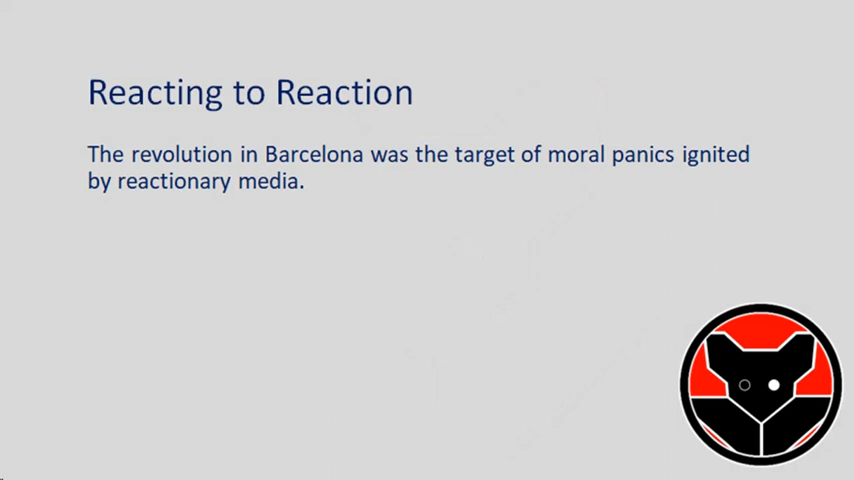 Reacting to Reaction
The revolution in Barcelona was the target of moral panics ignited
by reactionary media.